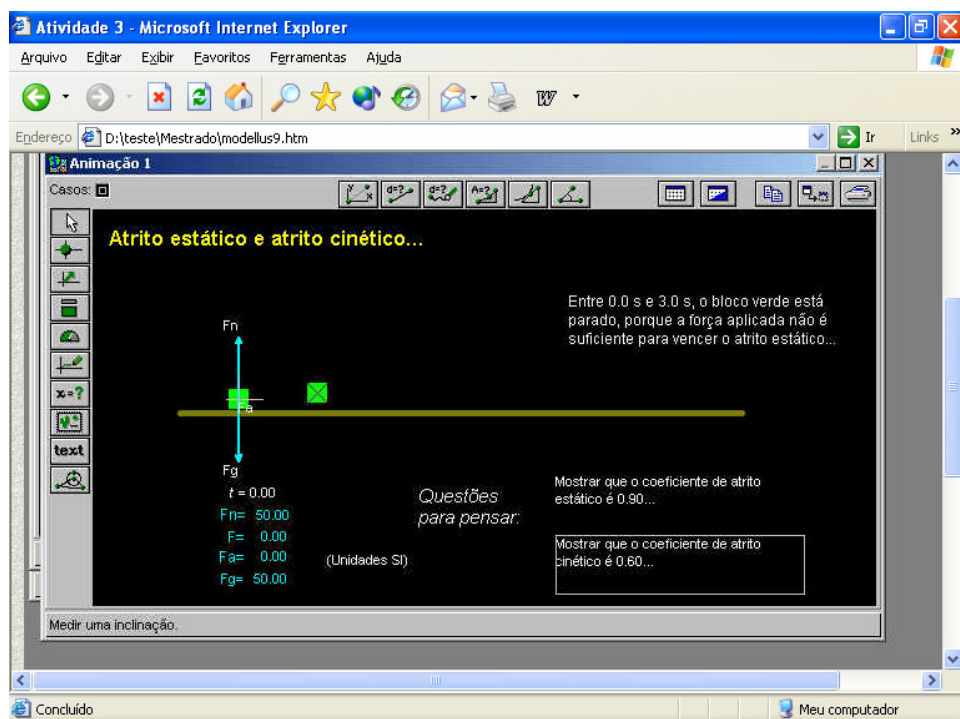 Atividade 3 - Microsoft Internet Explorer
Arquivo Editar Exibir Favoritos Ferramentas Ajuda
W
Endereço D:\teste\Mestrado\modellus9.htm Ir Links »
Animação 1
Casos:
Y x d=? d=? A=?
Atrito estático e atrito cinético...
Entre 0.0 s e 3.0 s, o bloco verde está
parado, porque a força aplicada não é
suficiente para vencer o atrito estático...
Fn
x=?
Fa
text
Fg
t = 0.00
Fn= 50.00
F= 0.00
Fa= 0.00
Fg= 50.00
(Unidades SI)
Questões
para pensar:
Mostrar que o coeficiente de atrito
estático é 0.90...
Mostrar que o coeficiente de atrito
cinético é 0.60...
Medir uma inclinação.
Concluído Meu computador